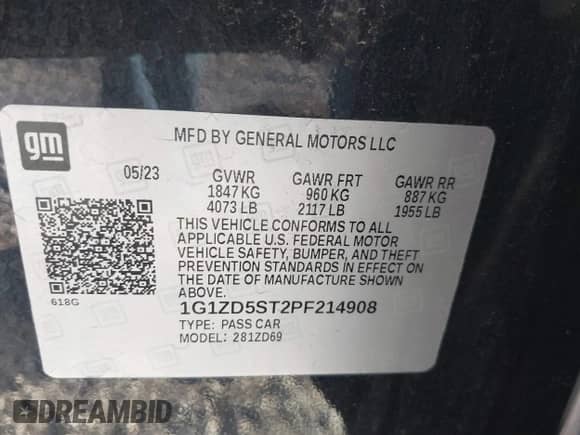 gm
MFD BY GENERAL MOTORS LLC
05/23 GVWR GAWR FRT GAWR RR
1847 KG 960 KG 887 KG
4073 LB 2117 LB 1955 LB
THIS VEHICLE CONFORMS TO ALL
APPLICABLE U.S. FEDERAL MOTOR
VEHICLE SAFETY, BUMPER, AND THEFT
PREVENTION STANDARDS IN EFFECT ON
THE DATE OF MANUFACTURE SHOWN
ABOVE.
618G
1G1ZD5ST2PF214908
TYPE: PASS CAR
MODEL: 281ZD69
DREAMBID